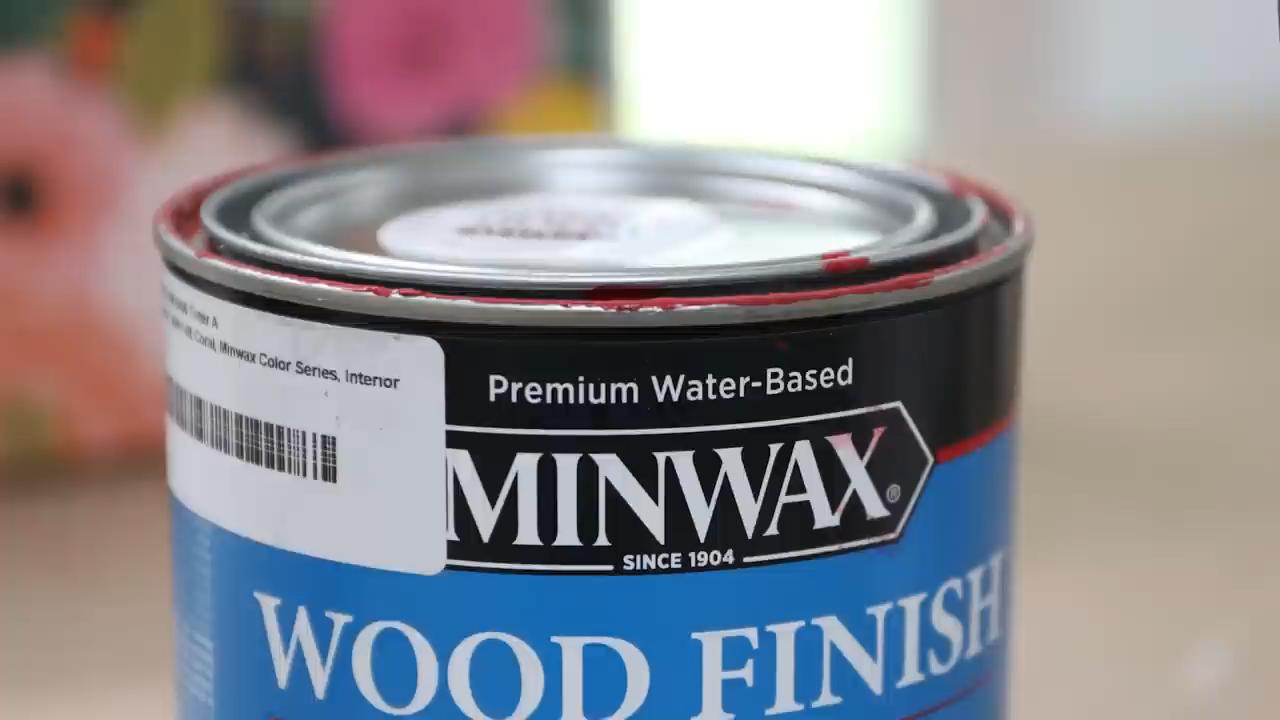 Coral, Minwax Color Series, Interior
Premium Water-Based
MINWAX®
SINCE 1904
WOOD FINISH